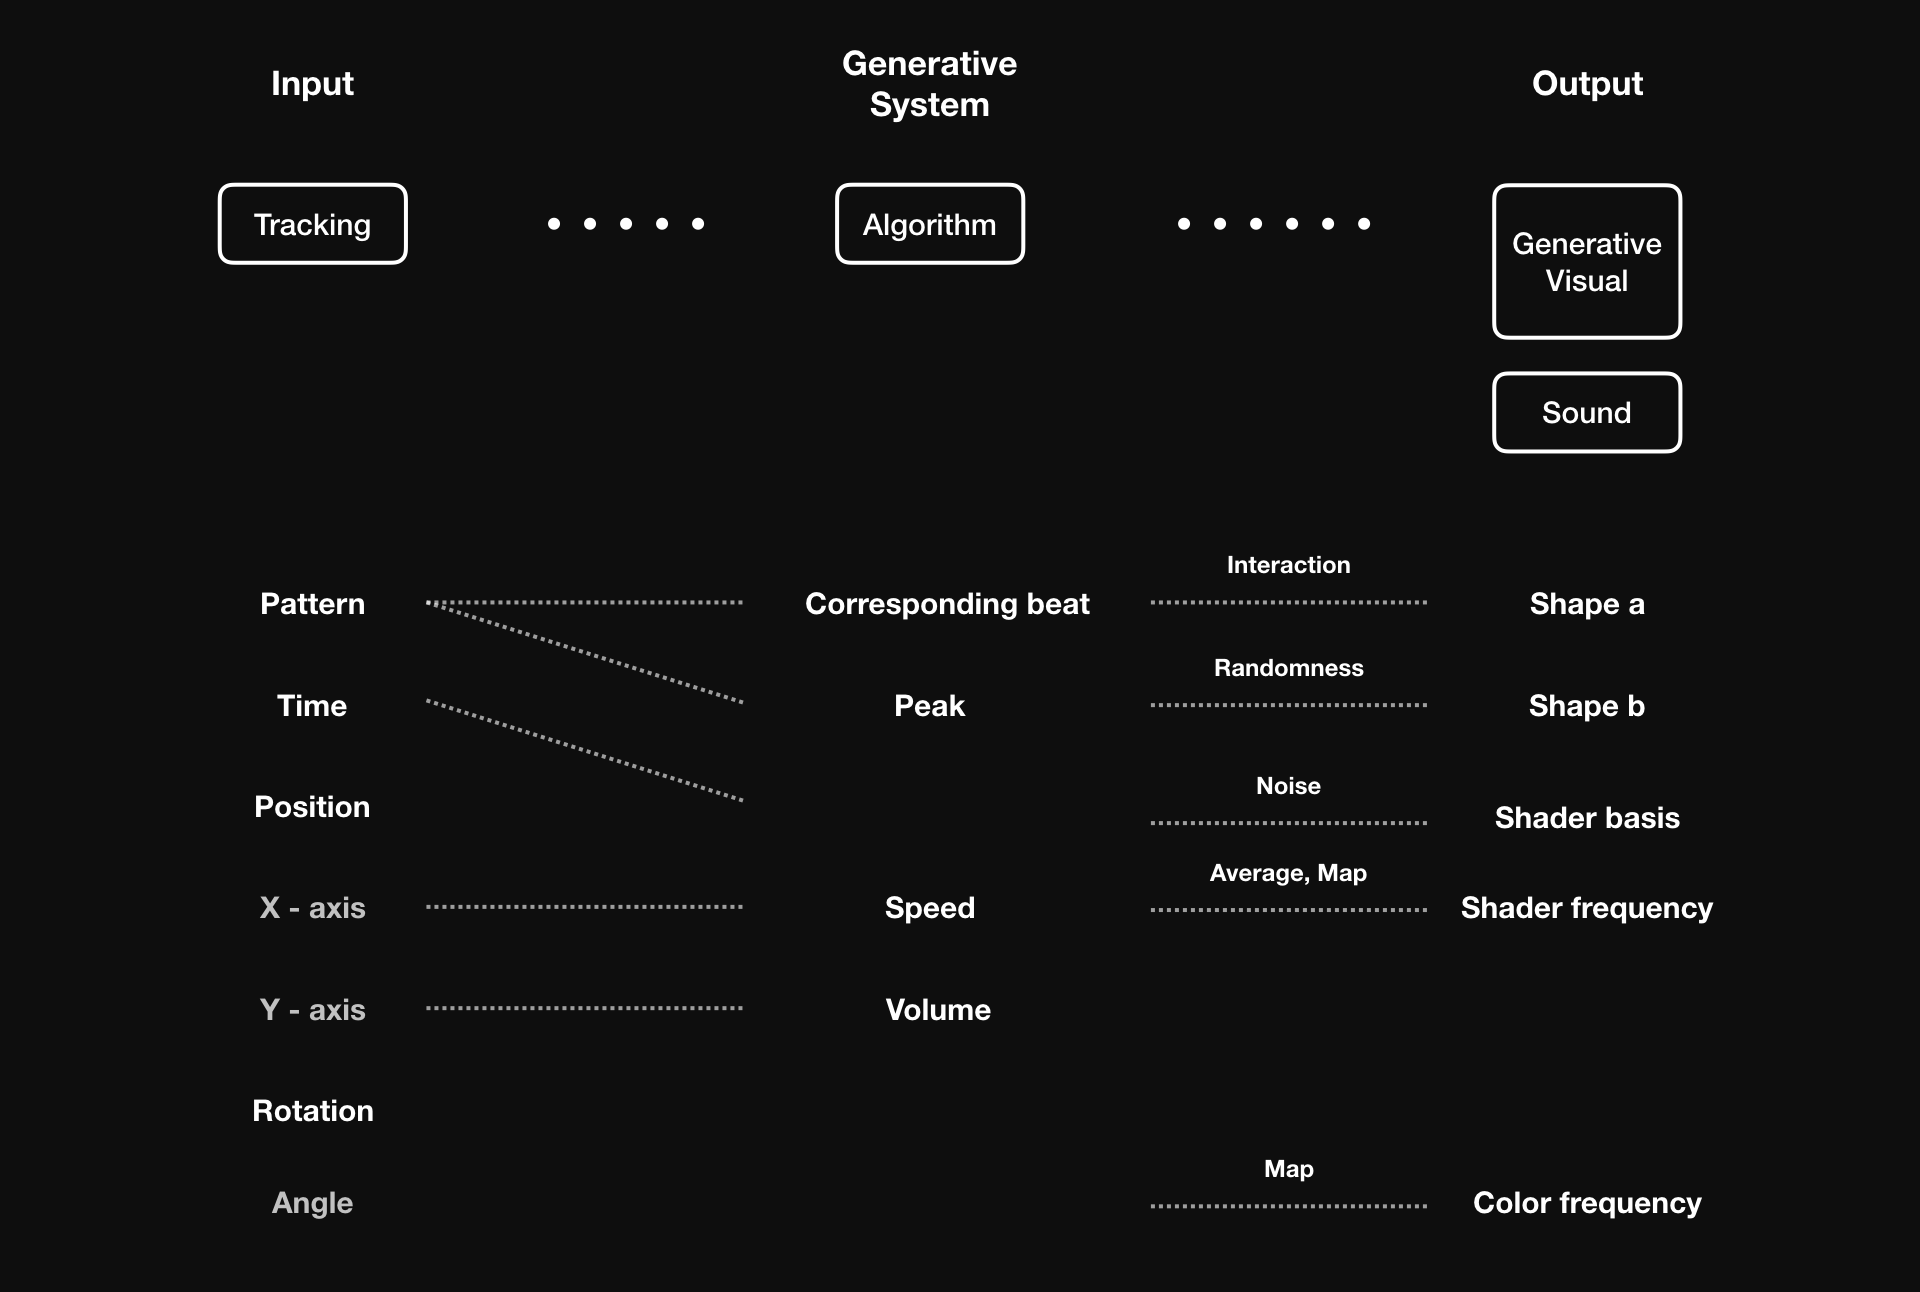 Input
Generative
System
Output
Tracking
Algorithm
Generative
Visual
Sound
Interaction
Pattern
Corresponding beat
Shape a
Randomness
Time
Peak
Shape b
Noise
Position
Shader basis
Average, Map
X - axis
Speed
Shader frequency
Y - axis
Volume
Rotation
Map
Angle
Color frequency